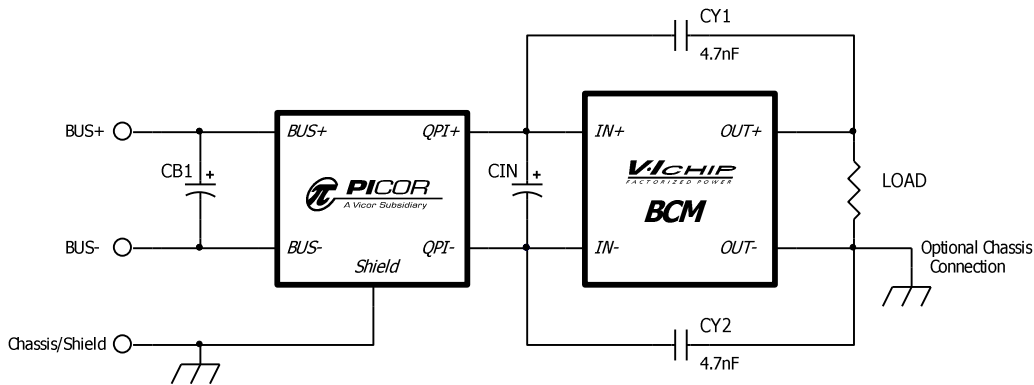 CY1
4.7nF
BUS+
BUS+
QPI+
IN+
OUT+
CB1
+
PICOR
A Vicor Subsidiary
CIN
+
V·I CHIP
FACTORIZED POWER
BCM
LOAD
BUS-
BUS-
QPI-
IN-
OUT-
Optional Chassis
Connection
Shield
CY2
4.7nF
Chassis/Shield